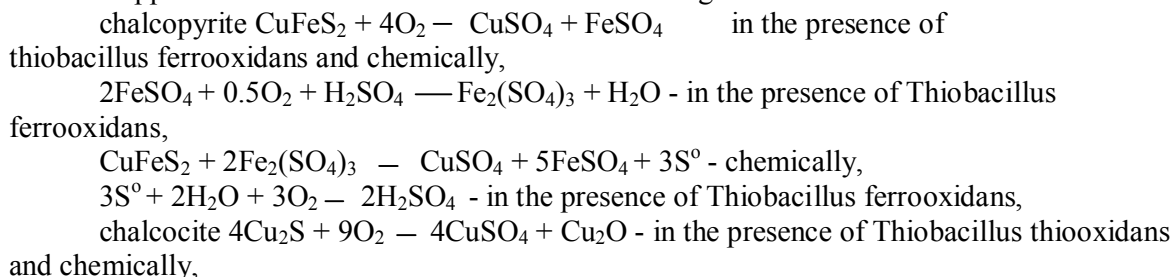 chalcopyrite CuFeS₂ + 4O₂ — CuSO₄ + FeSO₄ in the presence of
thiobacillus ferrooxidans and chemically,
2FeSO₄ + 0.5O₂ + H₂SO₄ — Fe₂(SO₄)₃ + H₂O - in the presence of Thiobacillus
ferrooxidans,
CuFeS₂ + 2Fe₂(SO₄)₃ — CuSO₄ + 5FeSO₄ + 3Sº - chemically,
3Sº + 2H₂O + 3O₂ — 2H₂SO₄ - in the presence of Thiobacillus ferrooxidans,
chalcocite 4Cu₂S + 9O₂ — 4CuSO₄ + Cu₂O - in the presence of Thiobacillus thiooxidans
and chemically,